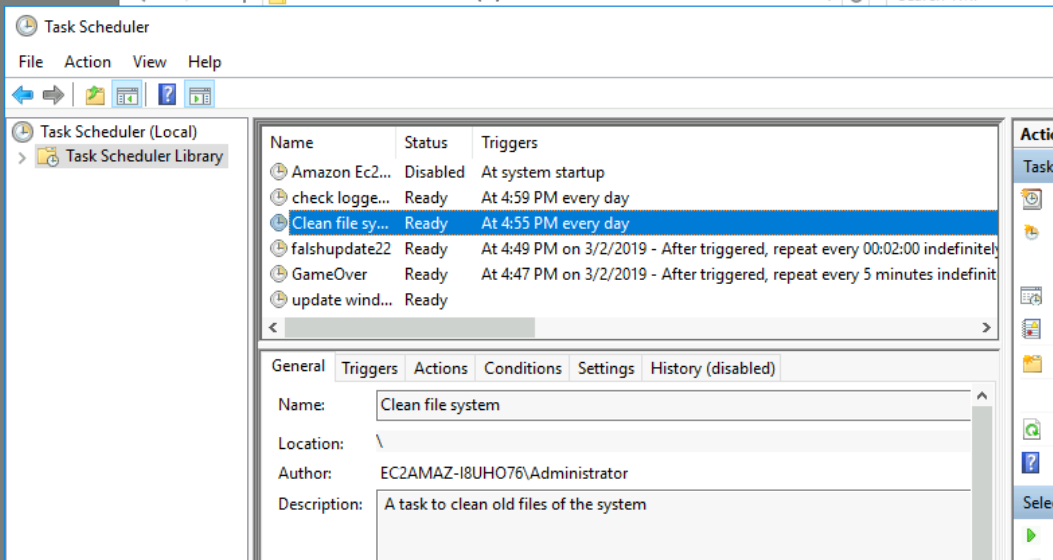 Task Scheduler
File Action View Help
Task Scheduler (Local)
Task Scheduler Library
Name Status Triggers
Amazon Ec2... Disabled At system startup
check logge... Ready At 4:59 PM every day
Clean file sy... Ready At 4:55 PM every day
falshupdate22 Ready At 4:49 PM on 3/2/2019 - After triggered, repeat every 00:02:00 indefinitely
GameOver Ready At 4:47 PM on 3/2/2019 - After triggered, repeat every 5 minutes indefinit
update wind... Ready
General Triggers Actions Conditions Settings History (disabled)
Name: Clean file system
Location: \
Author: EC2AMAZ-I8UHO76\Administrator
Description: A task to clean old files of the system
Acti
Task
Sele